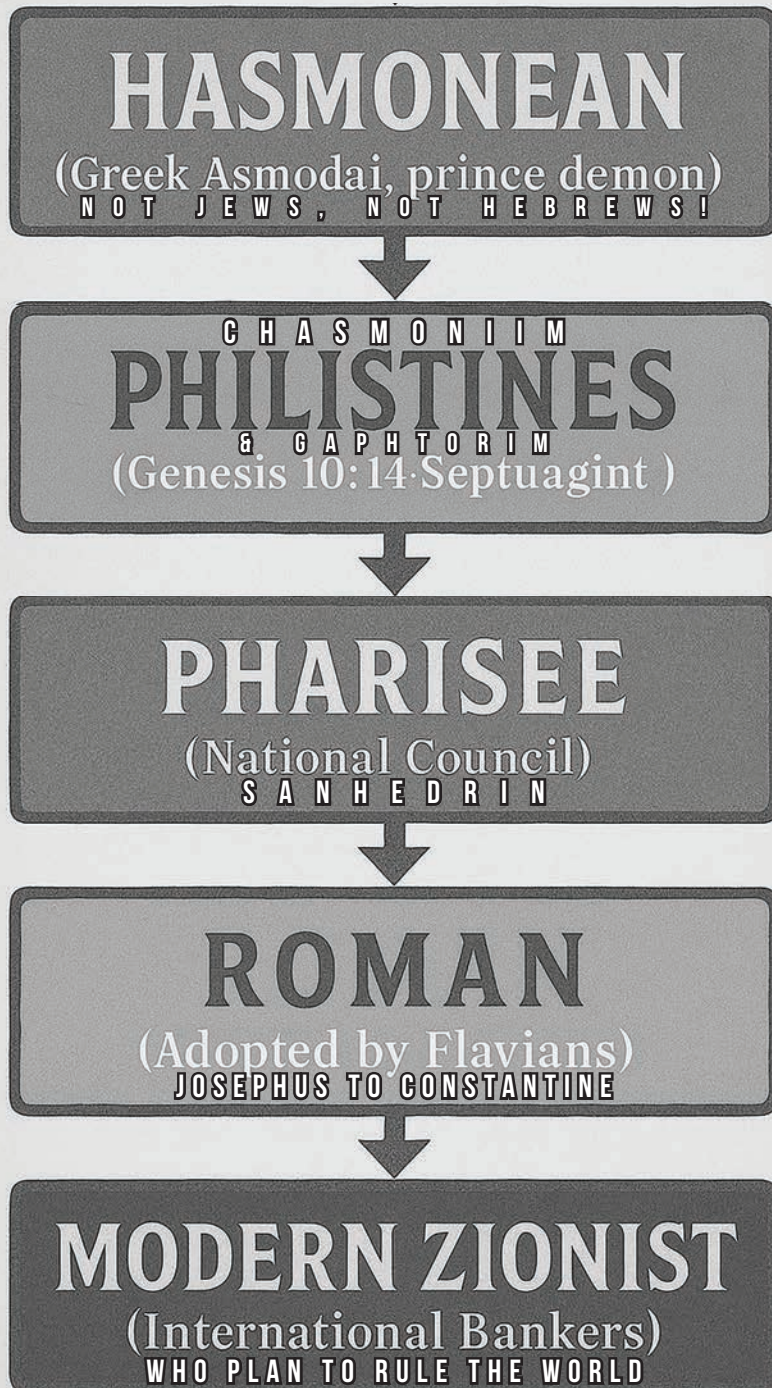 HASMONEAN
(Greek Asmodai, prince demon)
NOT JEWS, NOT HEBREWS!
CHASMONIIM
PHILISTINES
& GAPHTORIM
(Genesis 10:14·Septuagint )
PHARISEE
(National Council)
SANHEDRIN
ROMAN
(Adopted by Flavians)
JOSEPHUS TO CONSTANTINE
MODERN ZIONIST
(International Bankers)
WHO PLAN TO RULE THE WORLD